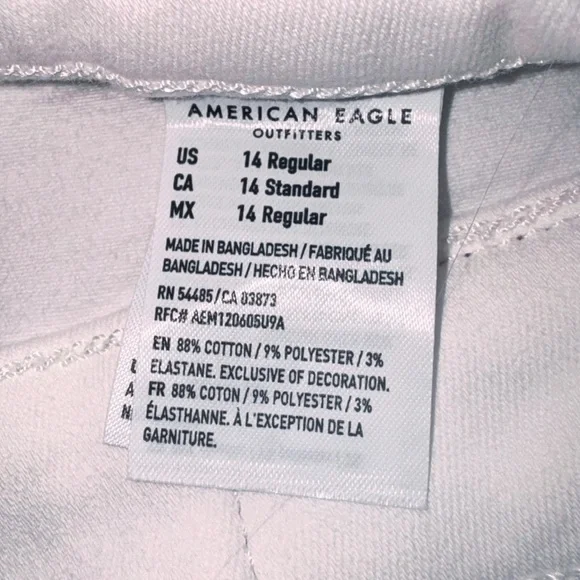 AMERICAN EAGLE
OUTFITTERS
US 14 Regular
CA 14 Standard
MX 14 Regular
MADE IN BANGLADESH / FABRIQUÉ AU
BANGLADESH / HECHO EN BANGLADESH
RN 54485/CA 03873
RFC# AEM120605U9A
EN 88% COTTON / 9% POLYESTER / 3%
ELASTANE. EXCLUSIVE OF DECORATION.
FR 88% COTON / 9% POLYESTER / 3%
ÉLASTHANNE. À L'EXCEPTION DE LA
GARNITURE.